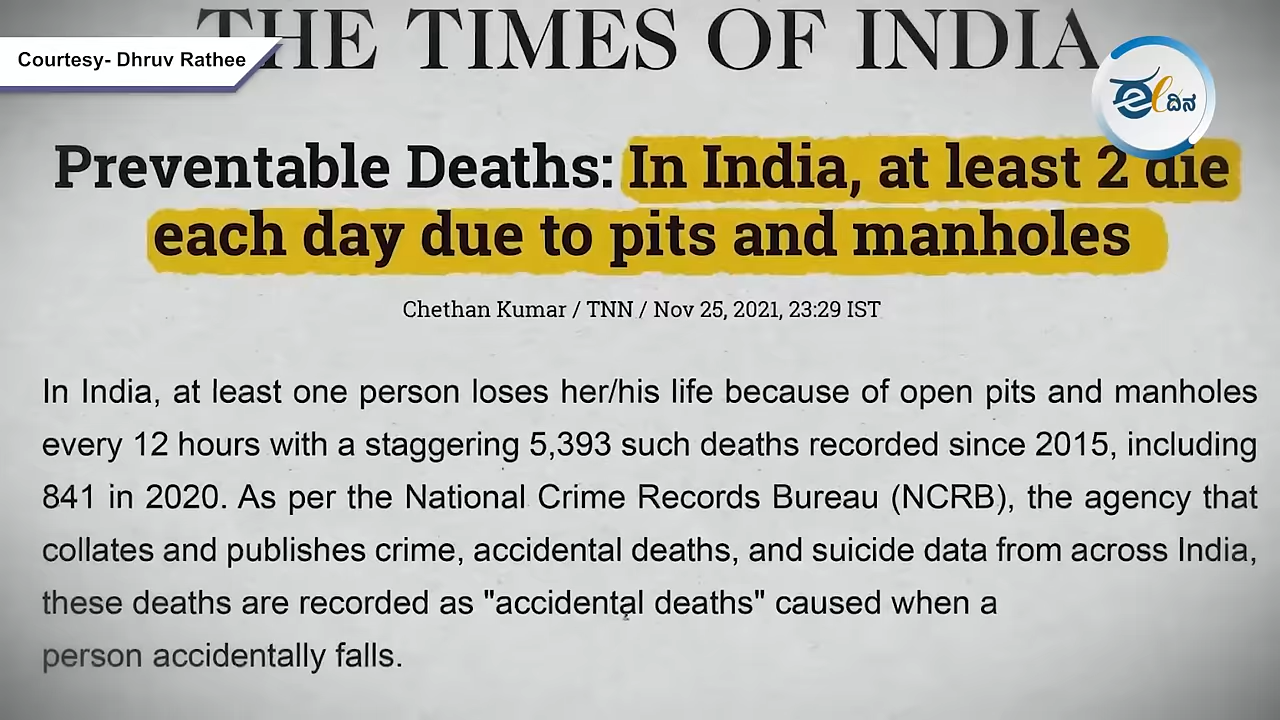 THE TIMES OF INDIA
Courtesy- Dhruv Rathee
ಈ ದಿನ
Preventable Deaths: In India, at least 2 die
each day due to pits and manholes
Chethan Kumar / TNN / Nov 25, 2021, 23:29 IST
In India, at least one person loses her/his life because of open pits and manholes
every 12 hours with a staggering 5,393 such deaths recorded since 2015, including
841 in 2020. As per the National Crime Records Bureau (NCRB), the agency that
collates and publishes crime, accidental deaths, and suicide data from across India,
these deaths are recorded as "accidental deaths" caused when a
person accidentally falls.